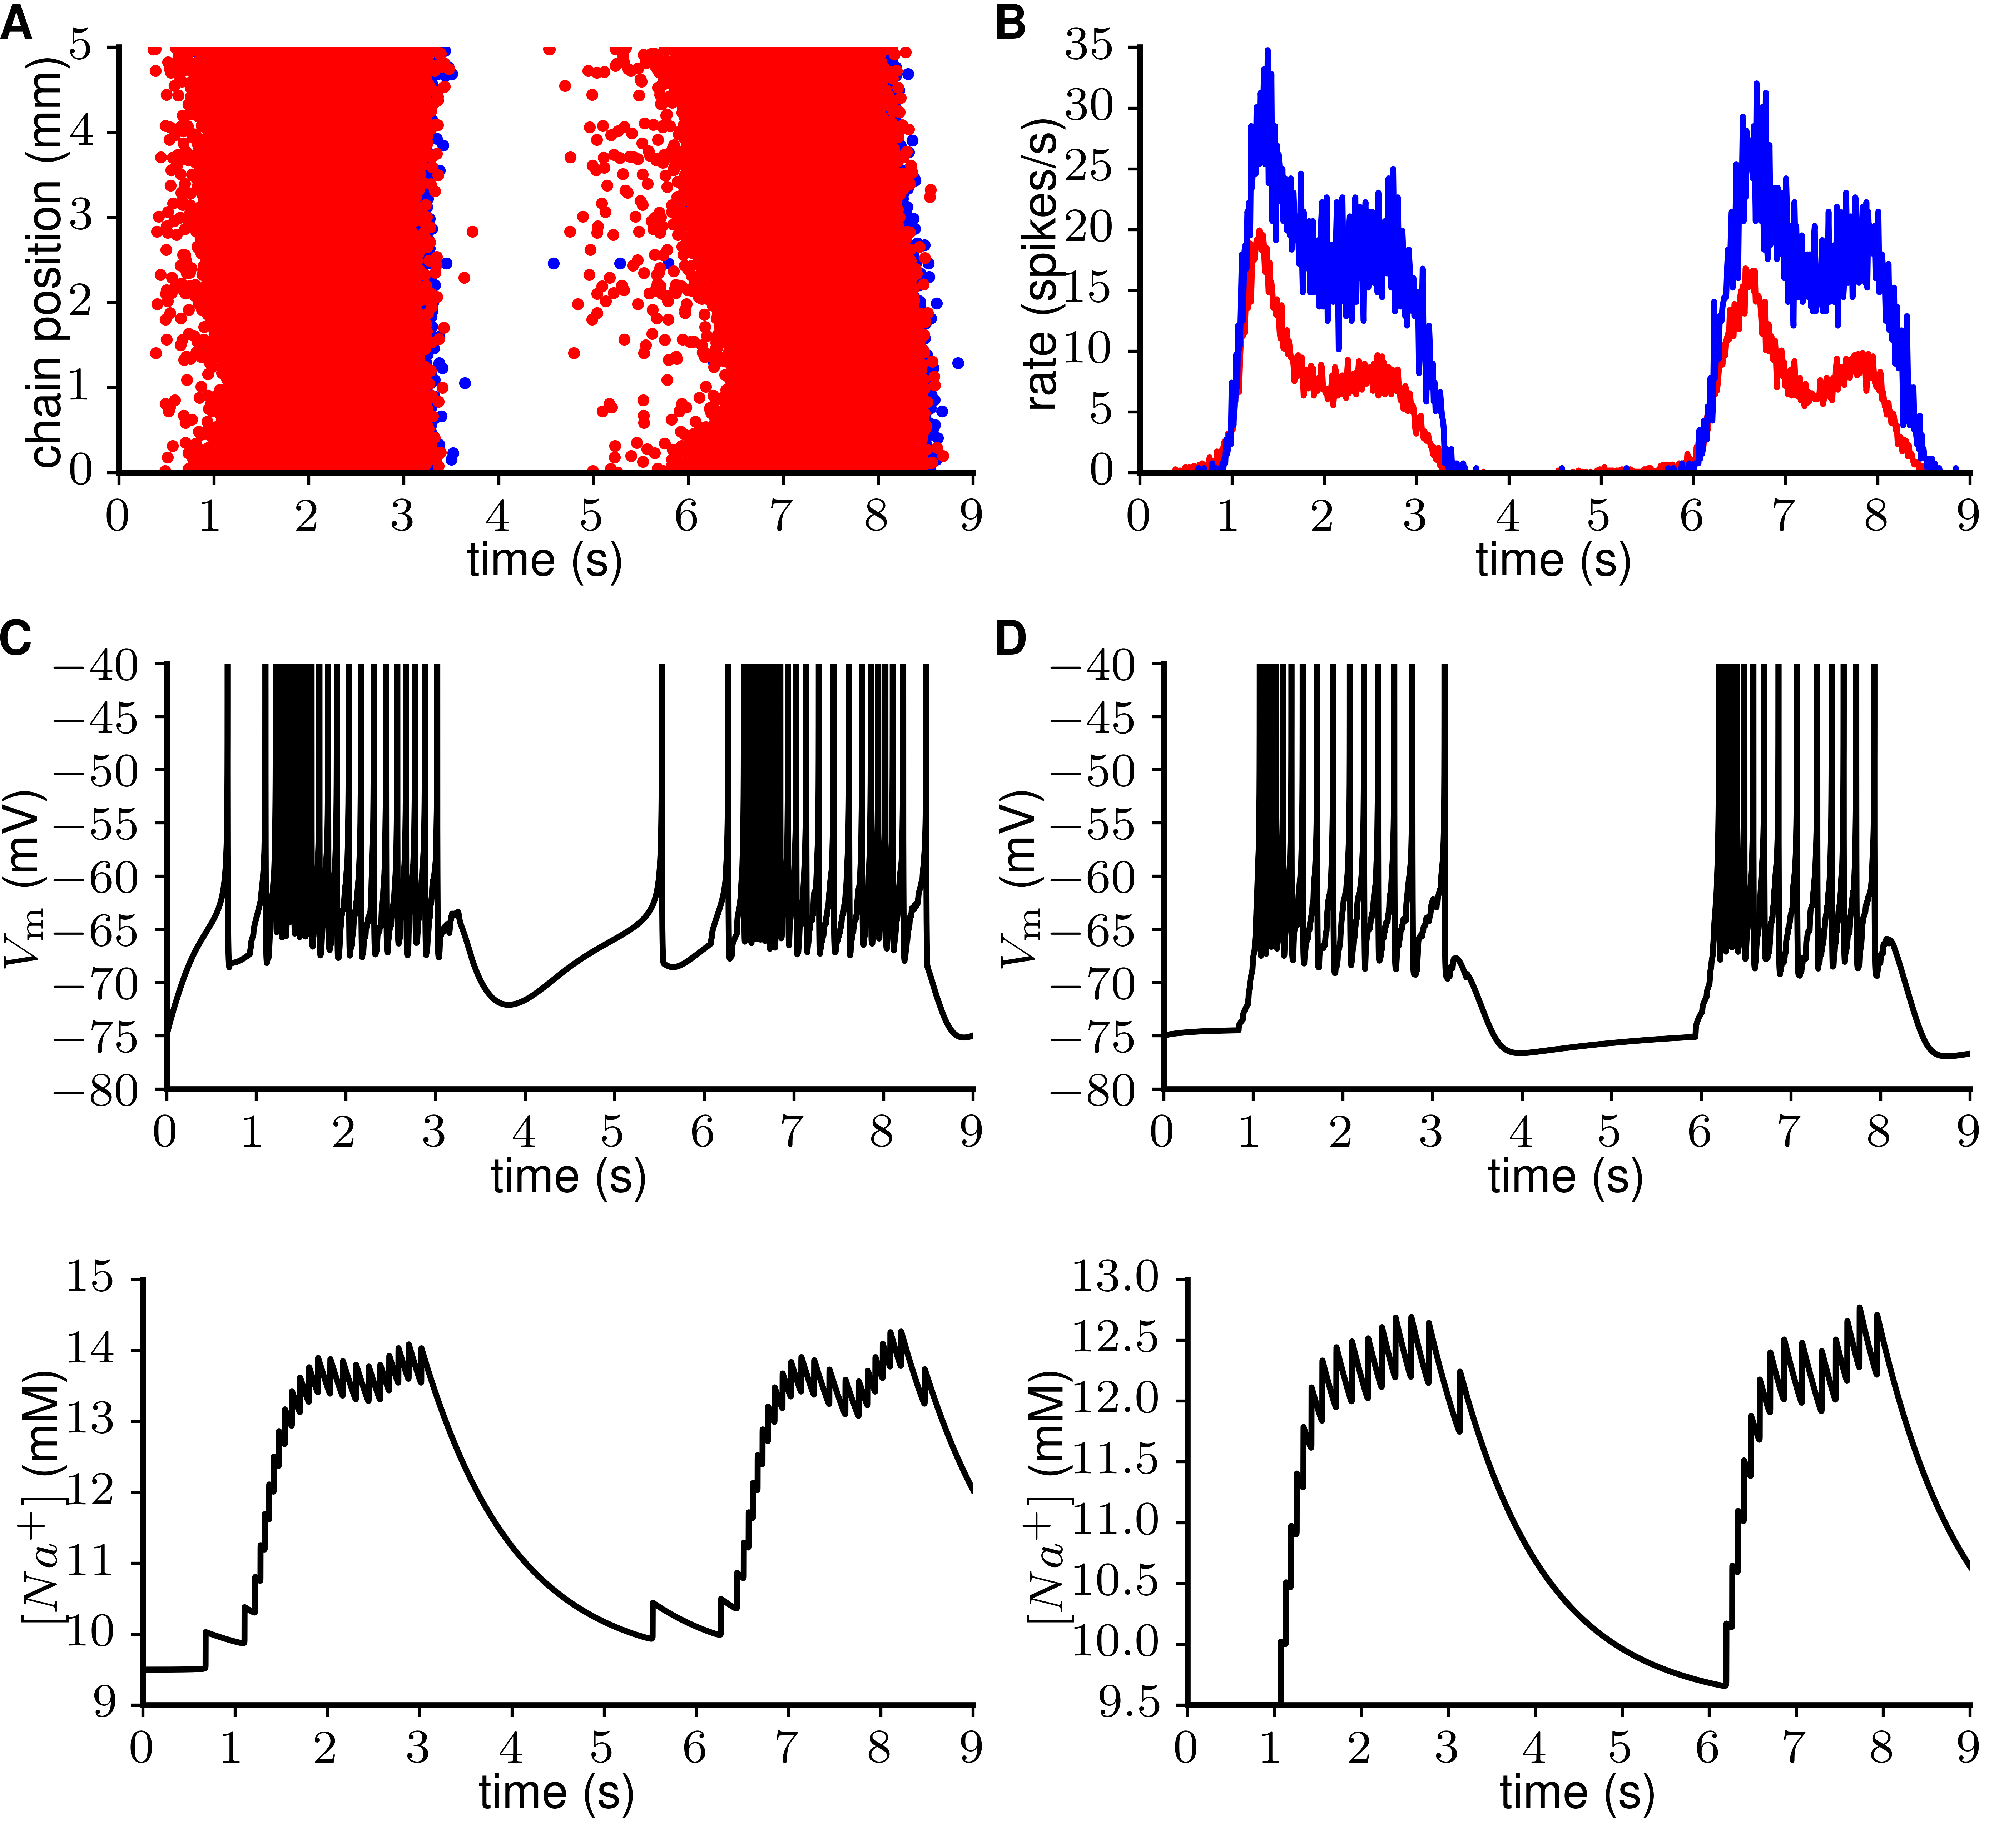 A
chain position (mm)
5
4
3
2
1
0
0 1 2 3 4 5 6 7 8 9
time (s)
B
rate (spikes/s)
35
30
25
20
15
10
5
0
0 1 2 3 4 5 6 7 8 9
time (s)
C
V_m (mV)
−40
−45
−50
−55
−60
−65
−70
−75
−80
0 1 2 3 4 5 6 7 8 9
time (s)
D
V_m (mV)
−40
−45
−50
−55
−60
−65
−70
−75
−80
0 1 2 3 4 5 6 7 8 9
time (s)
[Na⁺] (mM)
15
14
13
12
11
10
9
0 1 2 3 4 5 6 7 8 9
time (s)
[Na⁺] (mM)
13.0
12.5
12.0
11.5
11.0
10.5
10.0
9.5
0 1 2 3 4 5 6 7 8 9
time (s)